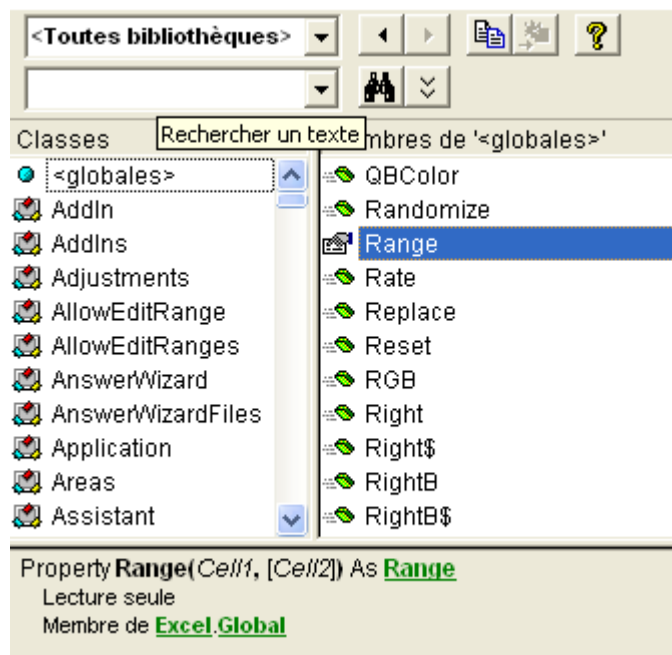 <Toutes bibliothèques>
Rechercher un texte
Classes
<globales>
AddIn
AddIns
Adjustments
AllowEditRange
AllowEditRanges
AnswerWizard
AnswerWizardFiles
Application
Areas
Assistant
mbres de '<globales>'
QBColor
Randomize
Range
Rate
Replace
Reset
RGB
Right
Right$
RightB
RightB$
Property Range(Cell1, [Cell2]) As Range
Lecture seule
Membre de Excel.Global